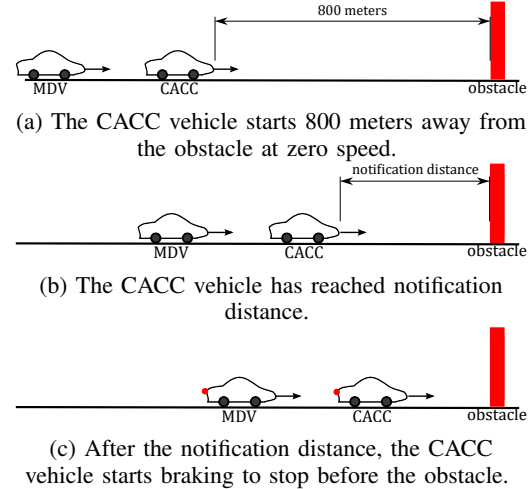 800 meters
MDV CACC obstacle
(a) The CACC vehicle starts 800 meters away from
the obstacle at zero speed.
notification distance
MDV CACC obstacle
(b) The CACC vehicle has reached notification
distance.
MDV CACC obstacle
(c) After the notification distance, the CACC
vehicle starts braking to stop before the obstacle.